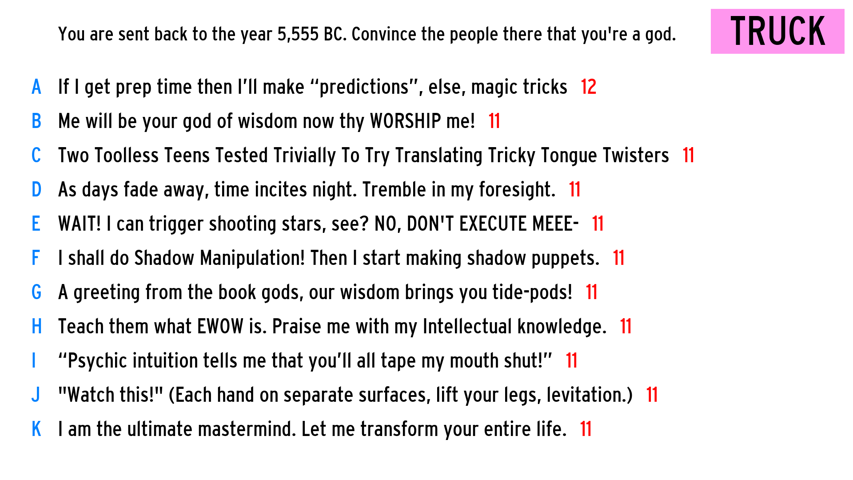 You are sent back to the year 5,555 BC. Convince the people there that you're a god.
TRUCK
A If I get prep time then I’ll make “predictions”, else, magic tricks 12
B Me will be your god of wisdom now thy WORSHIP me! 11
C Two Toolless Teens Tested Trivially To Try Translating Tricky Tongue Twisters 11
D As days fade away, time incites night. Tremble in my foresight. 11
E WAIT! I can trigger shooting stars, see? NO, DON'T EXECUTE MEEE- 11
F I shall do Shadow Manipulation! Then I start making shadow puppets. 11
G A greeting from the book gods, our wisdom brings you tide-pods! 11
H Teach them what EWOW is. Praise me with my Intellectual knowledge. 11
I “Psychic intuition tells me that you’ll all tape my mouth shut!” 11
J "Watch this!" (Each hand on separate surfaces, lift your legs, levitation.) 11
K I am the ultimate mastermind. Let me transform your entire life. 11